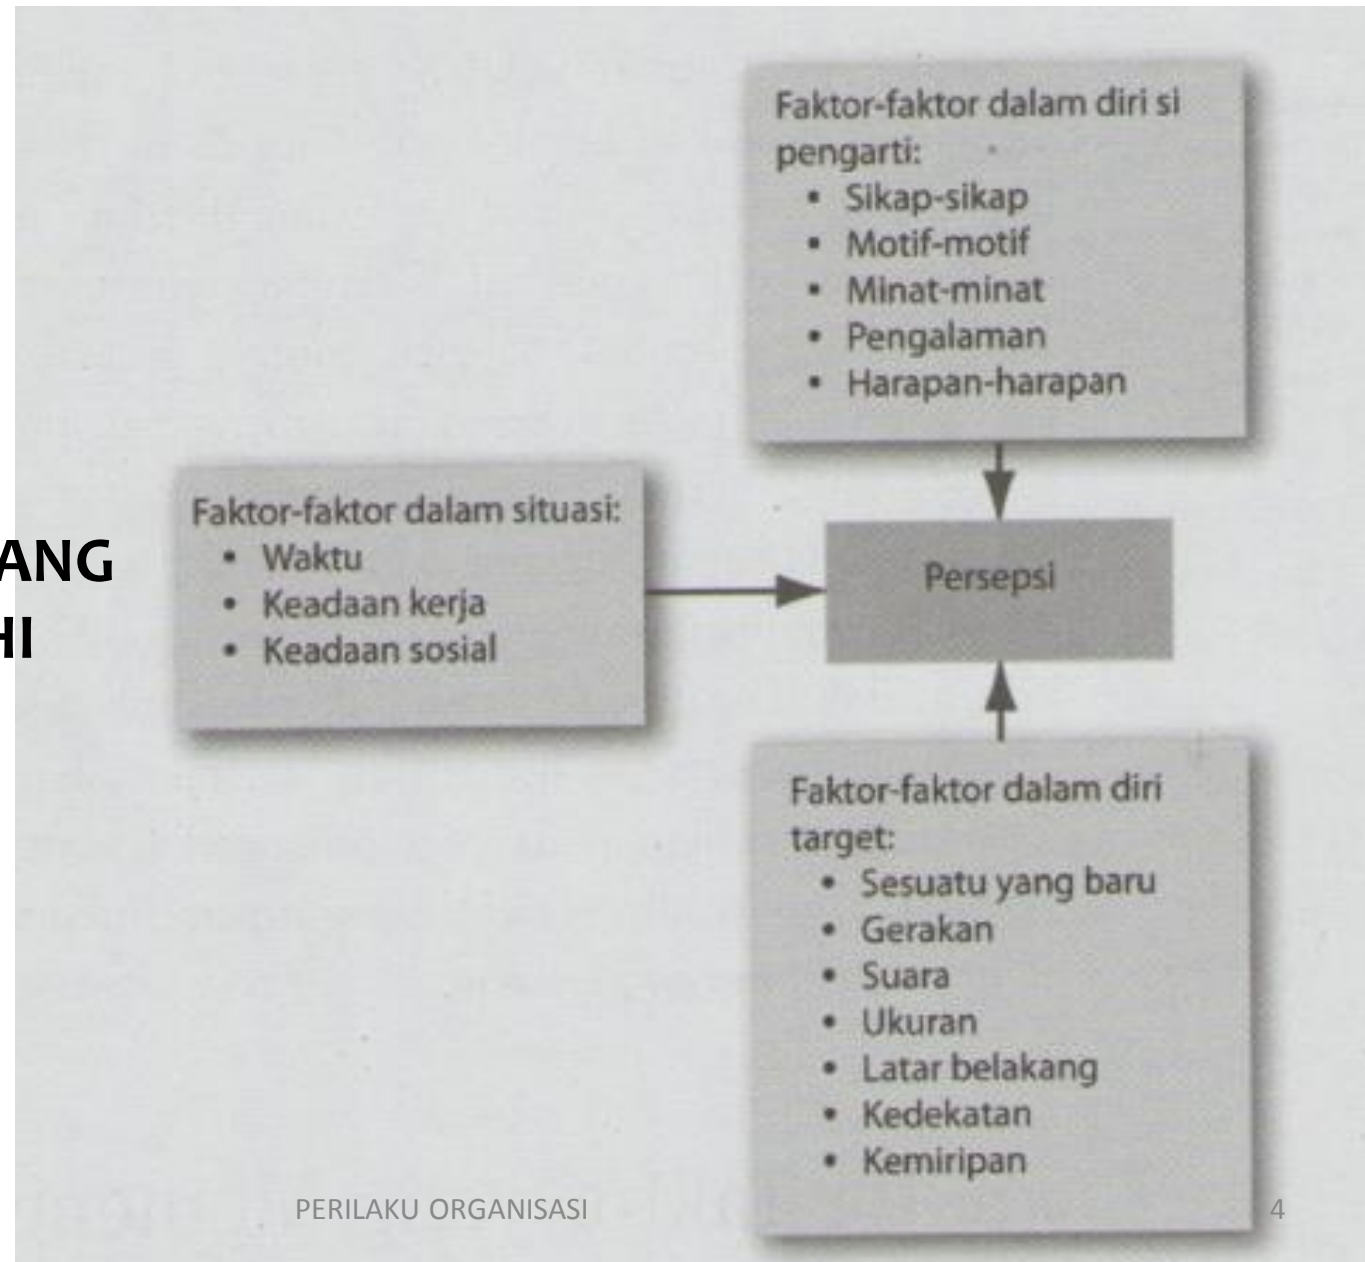 Faktor-faktor dalam diri si
pengarti:
• Sikap-sikap
• Motif-motif
• Minat-minat
• Pengalaman
• Harapan-harapan
Faktor-faktor dalam situasi:
• Waktu
• Keadaan kerja
• Keadaan sosial
ANG
HI
Persepsi
Faktor-faktor dalam diri
target:
• Sesuatu yang baru
• Gerakan
• Suara
• Ukuran
• Latar belakang
• Kedekatan
• Kemiripan
PERILAKU ORGANISASI
4